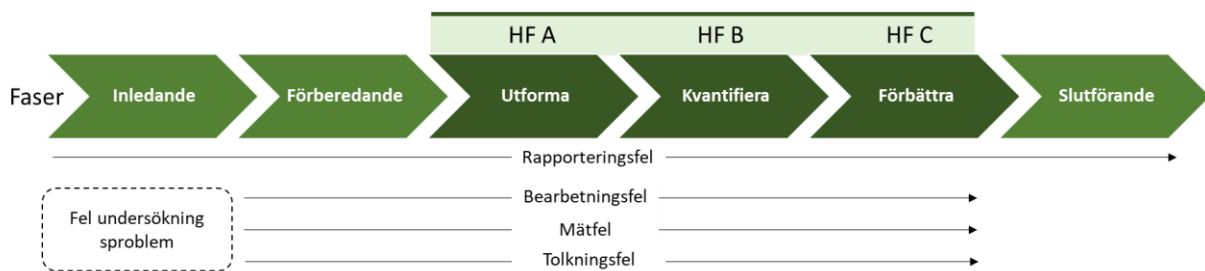 HF A HF B HF C
Faser Inledande Förberedande Utforma Kvantifiera Förbättra Slutförande
Rapporteringsfel
Bearbetningsfel
Fel undersökning
sproblem
Mätfel
Tolkningsfel